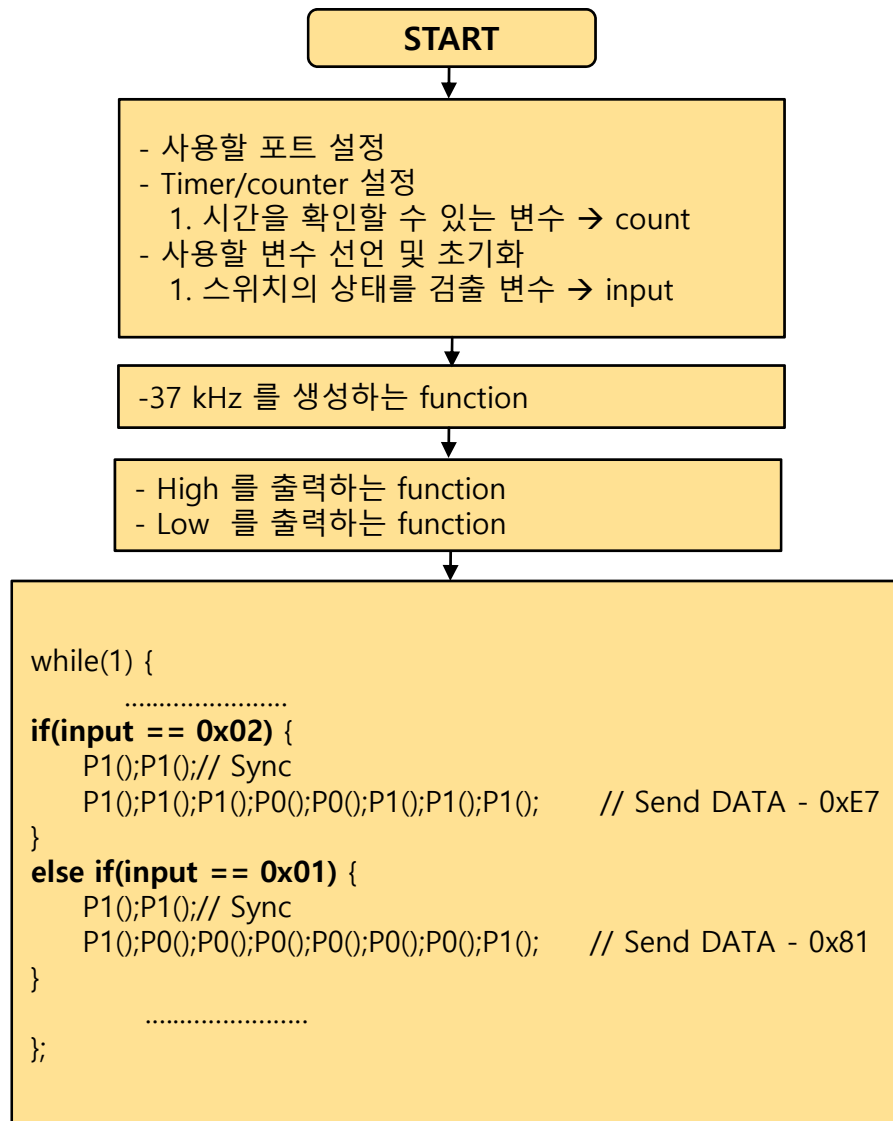 START
- 사용할 포트 설정
- Timer/counter 설정
1. 시간을 확인할 수 있는 변수 → count
- 사용할 변수 선언 및 초기화
1. 스위치의 상태를 검출 변수 → input
-37 kHz 를 생성하는 function
- High 를 출력하는 function
- Low 를 출력하는 function
while(1) {
.......................
if(input == 0x02) {
P1();P1();// Sync
P1();P1();P1();P0();P0();P1();P1();P1(); // Send DATA - 0xE7
}
else if(input == 0x01) {
P1();P1();// Sync
P1();P0();P0();P0();P0();P0();P0();P1(); // Send DATA - 0x81
}
.......................
};